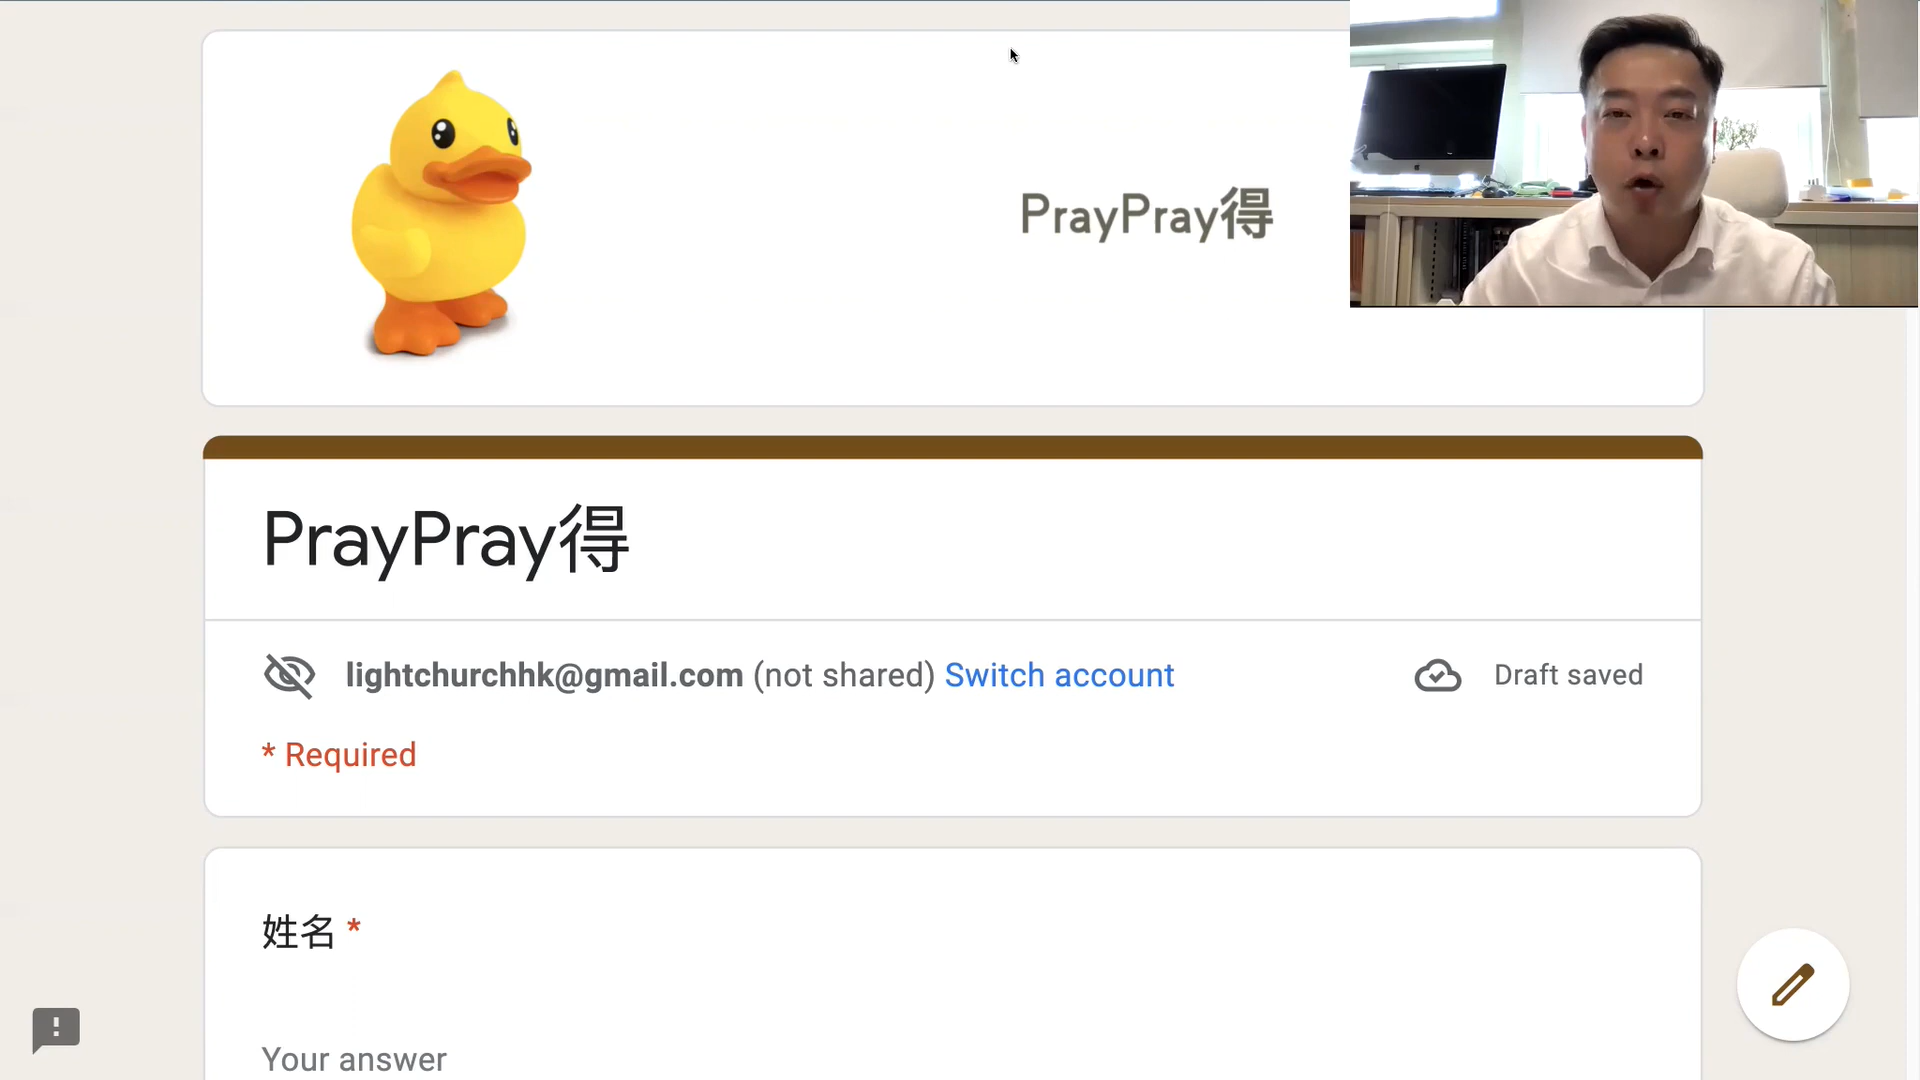 PrayPray得
PrayPray得
lightchurchhk@gmail.com (not shared) Switch account
Draft saved
* Required
姓名 *
Your answer